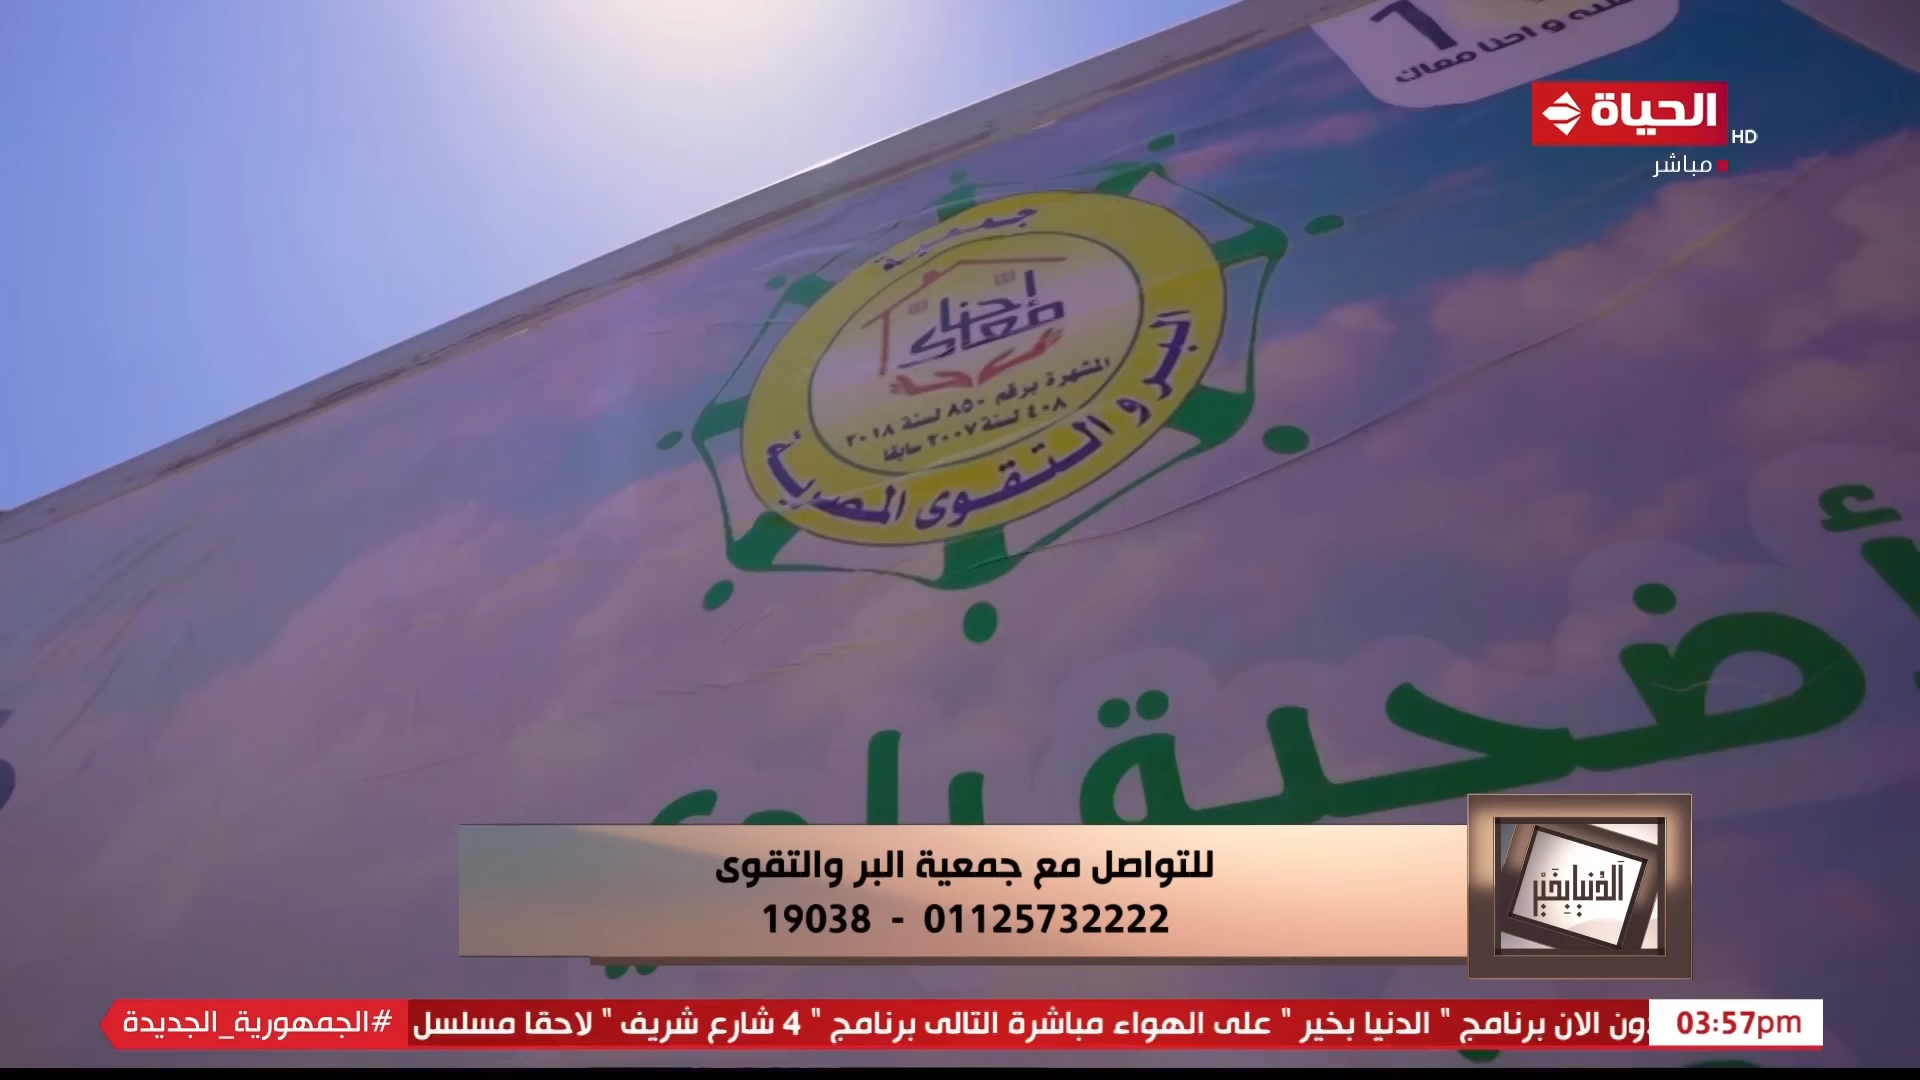 واحنا معاك
الحياة
HD
مباشر
جمعية
احنا
معاك
المشهرة برقم ٨٥٠ لسنة ٢٠١٨
٤٠٨ لسنة ٢٠٠٧ سابقا
البر و التقوى المصرية
أضحية بلدي
للتواصل مع جمعية البر والتقوى
19038 - 01125732222
الدنيا بخير
03:57pm
الان برنامج " الدنيا بخير " على الهواء مباشرة التالى برنامج " 4 شارع شريف " لاحقا مسلسل
#الجمهورية_الجديدة